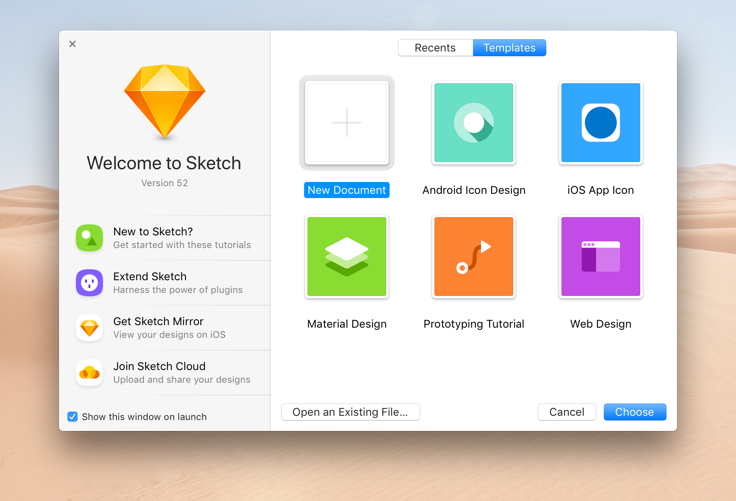 Welcome to Sketch
Version 52
New to Sketch?
Get started with these tutorials
Extend Sketch
Harness the power of plugins
Get Sketch Mirror
View your designs on iOS
Join Sketch Cloud
Upload and share your designs
Show this window on launch
Recents
Templates
New Document
Android Icon Design
iOS App Icon
Material Design
Prototyping Tutorial
Web Design
Open an Existing File...
Cancel
Choose